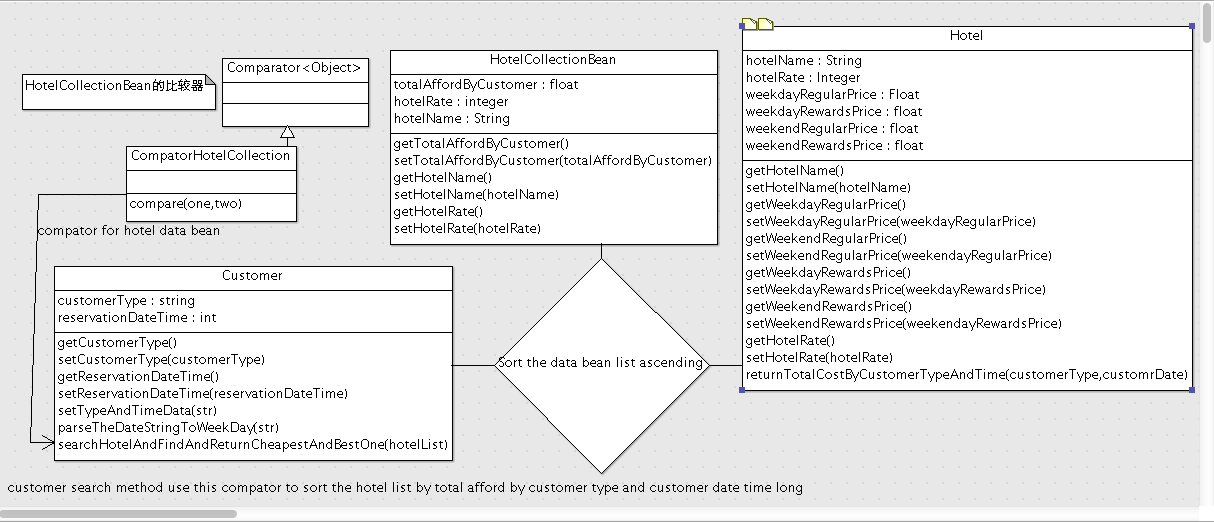 HotelCollectionBean的比较器
Comparator<Object>
CompatorHotelCollection
compare(one,two)
compator for hotel data bean
HotelCollectionBean
totalAffordByCustomer : float
hotelRate : integer
hotelName : String
getTotalAffordByCustomer()
setTotalAffordByCustomer(totalAffordByCustomer)
getHotelName()
setHotelName(hotelName)
getHotelRate()
setHotelRate(hotelRate)
Hotel
hotelName : String
hotelRate : Integer
weekdayRegularPrice : Float
weekdayRewardsPrice : float
weekendRegularPrice : float
weekendRewardsPrice : float
getHotelName()
setHotelName(hotelName)
getWeekdayRegularPrice()
setWeekdayRegularPrice(weekdayRegularPrice)
getWeekendRegularPrice()
setWeekendRegularPrice(weekendayRegularPrice)
getWeekdayRewardsPrice()
setWeekdayRewardsPrice(weekdayRewardsPrice)
getWeekendRewardsPrice()
setWeekendRewardsPrice(weekendayRewardsPrice)
getHotelRate()
setHotelRate(hotelRate)
returnTotalCostByCustomerTypeAndTime(customerType,customrDate)
Customer
customerType : string
reservationDateTime : int
getCustomerType()
setCustomerType(customerType)
getReservationDateTime()
setReservationDateTime(reservationDateTime)
setTypeAndTimeData(str)
parseTheDateStringToWeekDay(str)
searchHotelAndFindAndReturnCheapestAndBestOne(hotelList)
Sort the data bean list ascending
customer search method use this compator to sort the hotel list by total afford by customer type and customer date time long